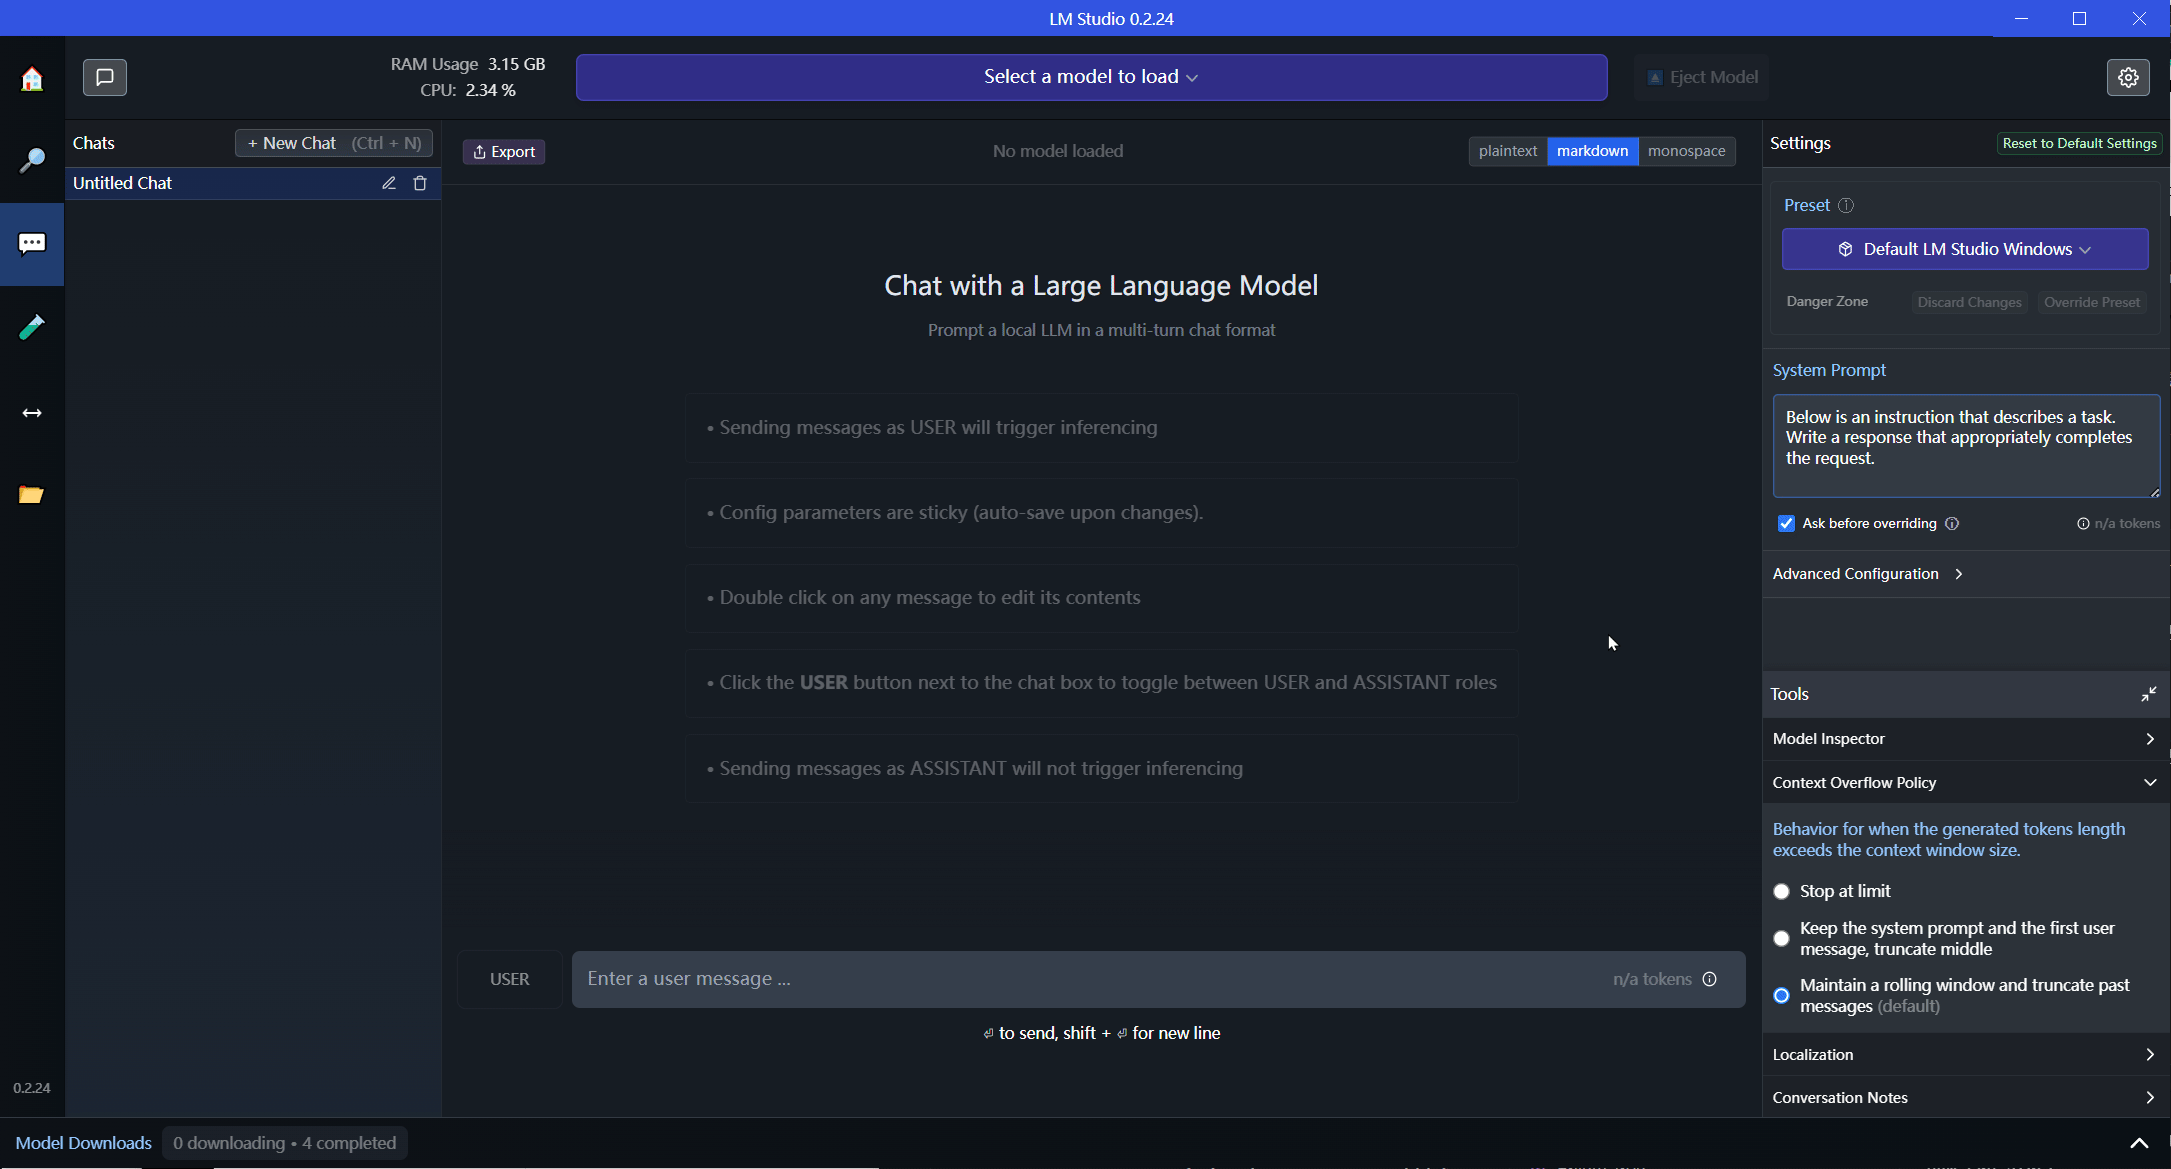 LM Studio 0.2.24
RAM Usage 3.15 GB
CPU: 2.34 %
Select a model to load
Eject Model
Chats
+ New Chat (Ctrl + N)
Untitled Chat
Export
No model loaded
plaintext markdown monospace
Chat with a Large Language Model
Prompt a local LLM in a multi-turn chat format
• Sending messages as USER will trigger inferencing
• Config parameters are sticky (auto-save upon changes).
• Double click on any message to edit its contents
• Click the USER button next to the chat box to toggle between USER and ASSISTANT roles
• Sending messages as ASSISTANT will not trigger inferencing
USER
Enter a user message ...
n/a tokens
⏎ to send, shift + ⏎ for new line
Settings
Reset to Default Settings
Preset
Default LM Studio Windows
Danger Zone
Discard Changes
Override Preset
System Prompt
Below is an instruction that describes a task.
Write a response that appropriately completes
the request.
Ask before overriding
n/a tokens
Advanced Configuration
Tools
Model Inspector
Context Overflow Policy
Behavior for when the generated tokens length
exceeds the context window size.
Stop at limit
Keep the system prompt and the first user
message, truncate middle
Maintain a rolling window and truncate past
messages (default)
Localization
Conversation Notes
0.2.24
Model Downloads
0 downloading • 4 completed